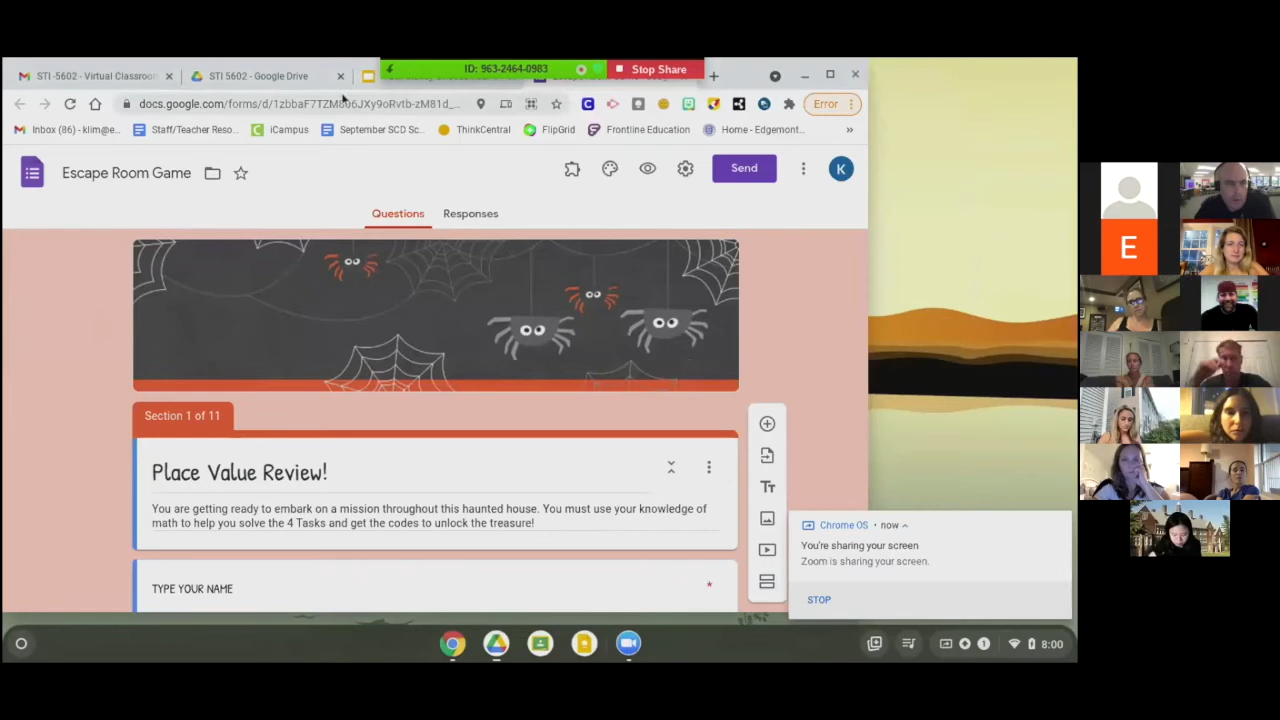 STI -5602 - Virtual Classroom
STI 5602 - Google Drive
ID: 963-2464-0983
Stop Share
docs.google.com/forms/d/1zbbaF7TZM806JXy9oRvtb-zM81d_...
Error
Inbox (86) - klim@e...
Staff/Teacher Reso...
iCampus
September SCD Sc...
ThinkCentral
FlipGrid
Frontline Education
Home - Edgemont...
Escape Room Game
Send
K
Questions
Responses
Section 1 of 11
Place Value Review!
You are getting ready to embark on a mission throughout this haunted house. You must use your knowledge of
math to help you solve the 4 Tasks and get the codes to unlock the treasure!
TYPE YOUR NAME
*
Tт
Chrome OS • now
You're sharing your screen
Zoom is sharing your screen.
STOP
1
8:00
E